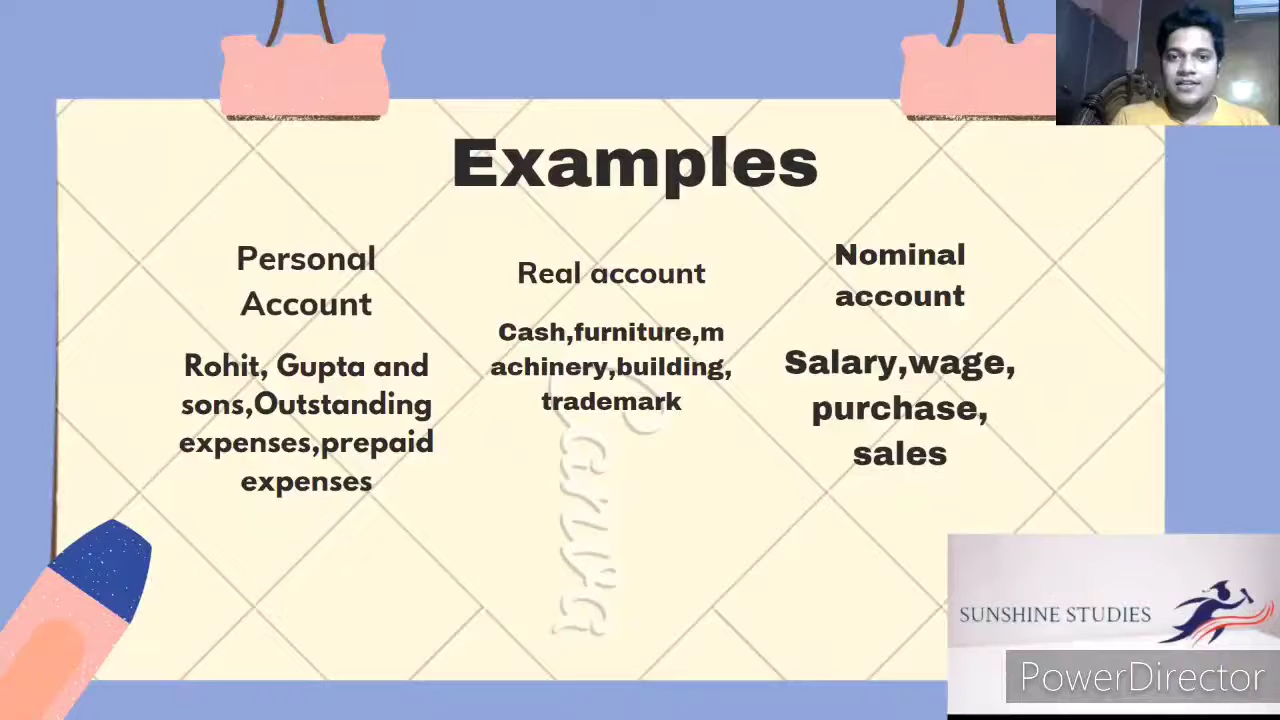 Examples
Personal
Account
Rohit, Gupta and
sons,Outstanding
expenses,prepaid
expenses
Real account
Cash,furniture,m
achinery,building,
trademark
Nominal
account
Salary,wage,
purchase,
sales
SUNSHINE STUDIES
PowerDirector